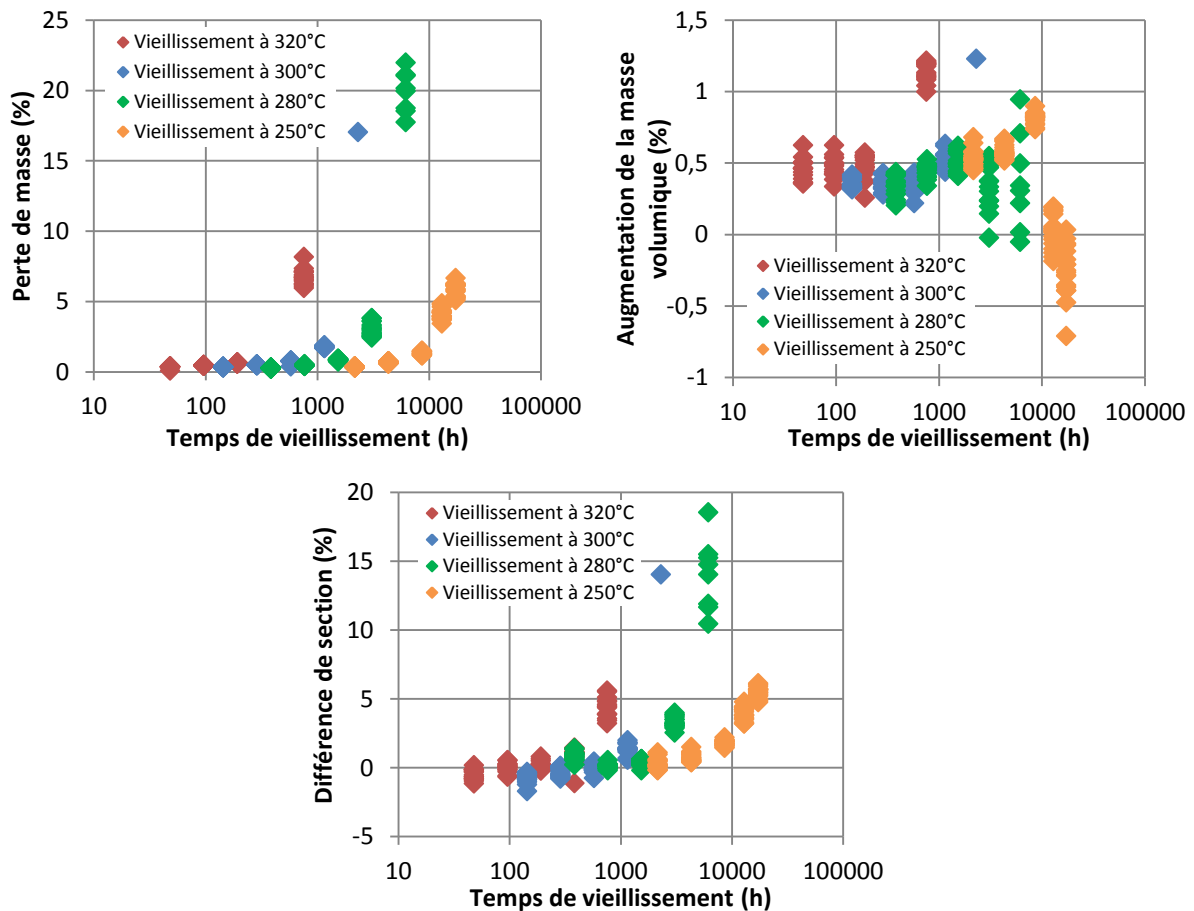 25
20
15
10
5
0
10
100
1000
10000
100000
Perte de masse (%)
Temps de vieillissement (h)
Vieillissement à 320°C
Vieillissement à 300°C
Vieillissement à 280°C
Vieillissement à 250°C
1,5
1
0,5
0
-0,5
-1
10
100
1000
10000
100000
Augmentation de la masse
volumique (%)
Temps de vieillissement (h)
Vieillissement à 320°C
Vieillissement à 300°C
Vieillissement à 280°C
Vieillissement à 250°C
20
15
10
5
0
-5
10
100
1000
10000
100000
Différence de section (%)
Temps de vieillissement (h)
Vieillissement à 320°C
Vieillissement à 300°C
Vieillissement à 280°C
Vieillissement à 250°C